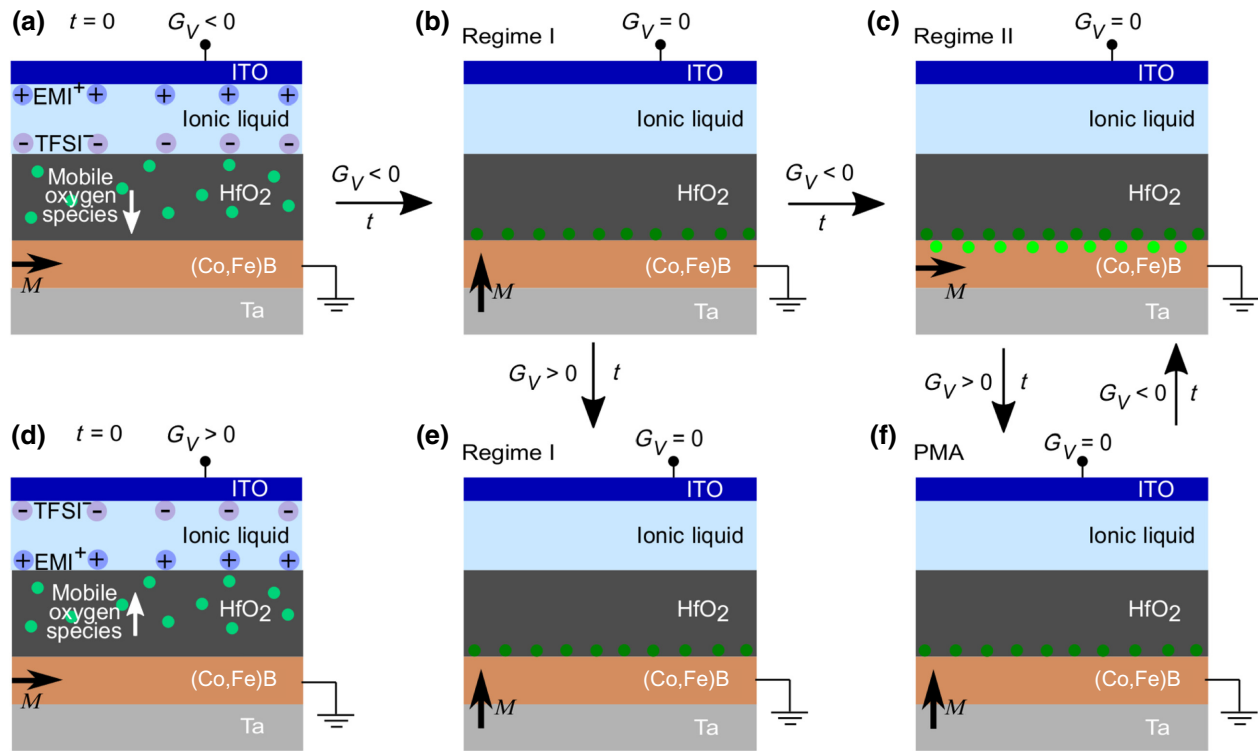 (a) t = 0 G_V < 0
ITO
EMI⁺ + + + + +
Ionic liquid
TFSI⁻ - - - - -
Mobile
oxygen
species
HfO₂
M
(Co,Fe)B
Ta
G_V < 0
t
(b) Regime I G_V = 0
ITO
Ionic liquid
HfO₂
(Co,Fe)B
M
Ta
G_V < 0
t
(c) Regime II G_V = 0
ITO
Ionic liquid
HfO₂
(Co,Fe)B
M
Ta
G_V > 0 t
G_V > 0 t
G_V < 0 t
(d) t = 0 G_V > 0
ITO
TFSI⁻ - - - - -
Ionic liquid
EMI⁺ + + + + +
Mobile
oxygen
species
HfO₂
M
(Co,Fe)B
Ta
(e) Regime I G_V = 0
ITO
Ionic liquid
HfO₂
(Co,Fe)B
M
Ta
(f) PMA G_V = 0
ITO
Ionic liquid
HfO₂
(Co,Fe)B
M
Ta